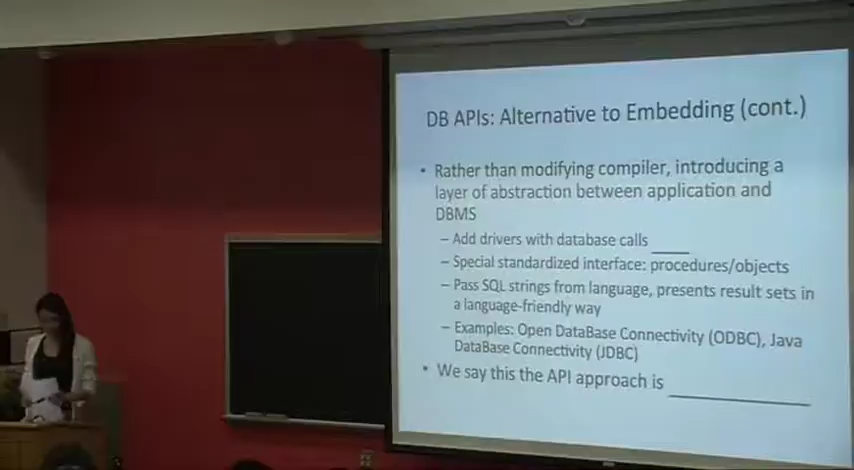 DB APIs: Alternative to Embedding (cont.)
• Rather than modifying compiler, introducing a
layer of abstraction between application and
DBMS
– Add drivers with database calls ____
– Special standardized interface: procedures/objects
– Pass SQL strings from language, presents result sets in
a language-friendly way
– Examples: Open DataBase Connectivity (ODBC), Java
DataBase Connectivity (JDBC)
• We say this the API approach is ______________